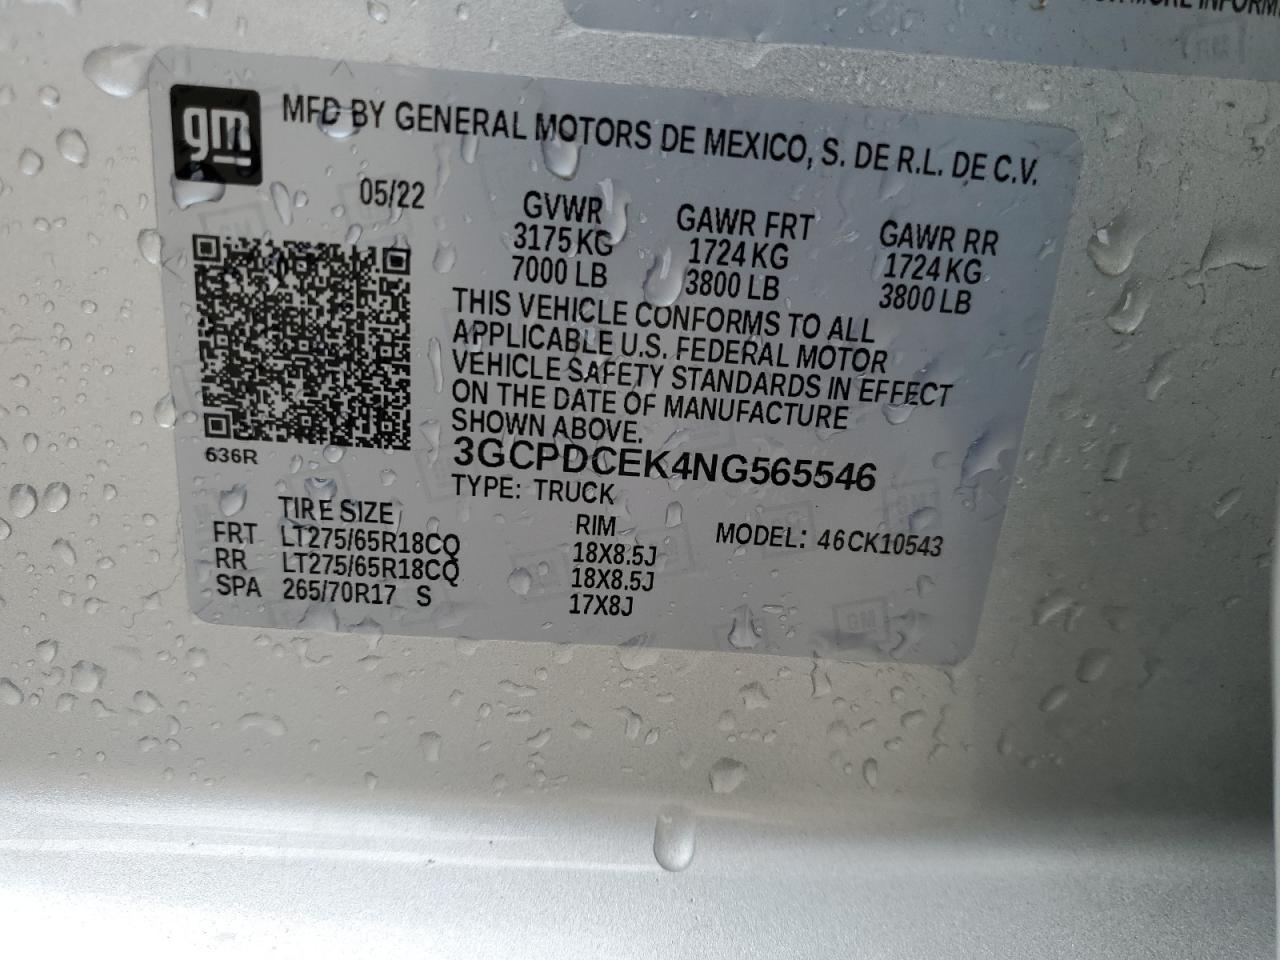 MORE INFORM
gm
MFD BY GENERAL MOTORS DE MEXICO, S. DE R.L. DE C.V.
05/22
GVWR GAWR FRT GAWR RR
3175 KG 1724 KG 1724 KG
7000 LB 3800 LB 3800 LB
THIS VEHICLE CONFORMS TO ALL
APPLICABLE U.S. FEDERAL MOTOR
VEHICLE SAFETY STANDARDS IN EFFECT
ON THE DATE OF MANUFACTURE
SHOWN ABOVE.
636R
3GCPDCEK4NG565546
TYPE: TRUCK
TIRE SIZE RIM MODEL: 46CK10543
FRT LT275/65R18CQ 18X8.5J
RR LT275/65R18CQ 18X8.5J
SPA 265/70R17 S 17X8J